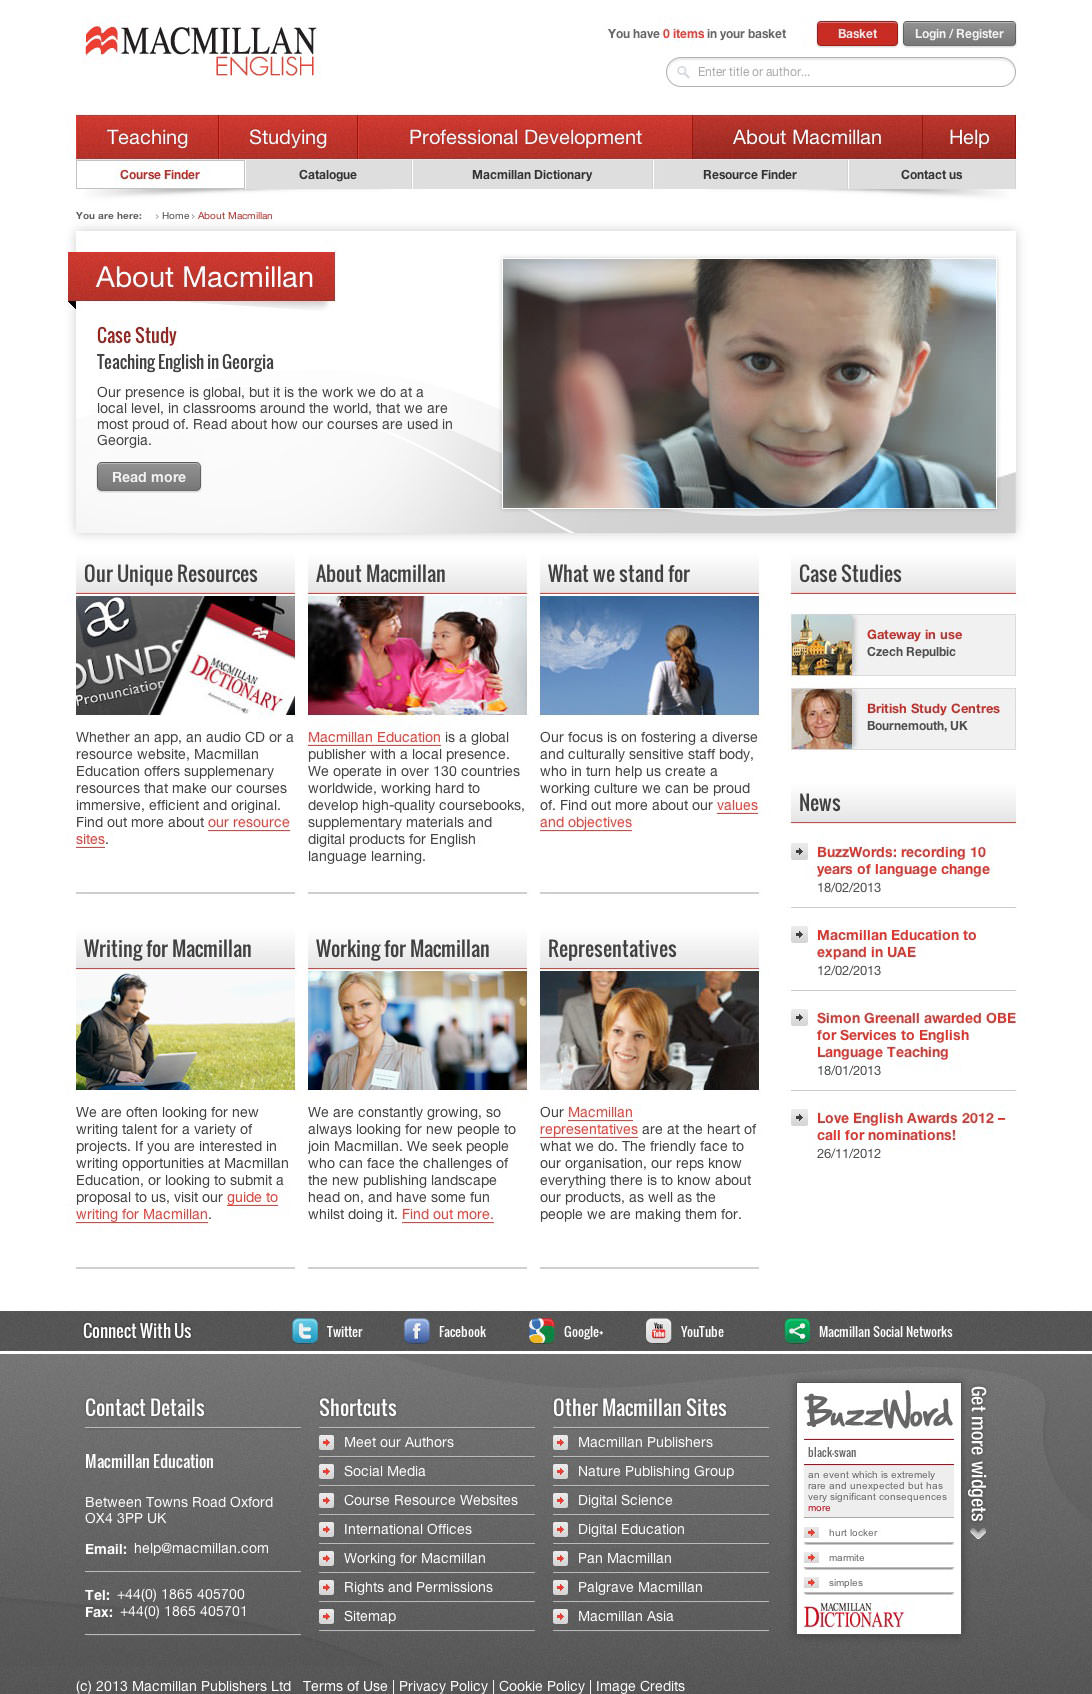 MACMILLAN
ENGLISH
You have 0 items in your basket
Basket
Login / Register
Enter title or author...
Teaching
Studying
Professional Development
About Macmillan
Help
Course Finder
Catalogue
Macmillan Dictionary
Resource Finder
Contact us
You are here: › Home › About Macmillan
About Macmillan
Case Study
Teaching English in Georgia
Our presence is global, but it is the work we do at a
local level, in classrooms around the world, that we are
most proud of. Read about how our courses are used in
Georgia.
Read more
Our Unique Resources
æ
OUNDS
Pronunciation
MACMILLAN
DICTIONARY
Whether an app, an audio CD or a
resource website, Macmillan
Education offers supplemenary
resources that make our courses
immersive, efficient and original.
Find out more about our resource
sites.
About Macmillan
Macmillan Education is a global
publisher with a local presence.
We operate in over 130 countries
worldwide, working hard to
develop high-quality coursebooks,
supplementary materials and
digital products for English
language learning.
What we stand for
Our focus is on fostering a diverse
and culturally sensitive staff body,
who in turn help us create a
working culture we can be proud
of. Find out more about our values
and objectives
Case Studies
Gateway in use
Czech Repulbic
British Study Centres
Bournemouth, UK
News
BuzzWords: recording 10
years of language change
18/02/2013
Macmillan Education to
expand in UAE
12/02/2013
Simon Greenall awarded OBE
for Services to English
Language Teaching
18/01/2013
Love English Awards 2012 –
call for nominations!
26/11/2012
Writing for Macmillan
We are often looking for new
writing talent for a variety of
projects. If you are interested in
writing opportunities at Macmillan
Education, or looking to submit a
proposal to us, visit our guide to
writing for Macmillan.
Working for Macmillan
We are constantly growing, so
always looking for new people to
join Macmillan. We seek people
who can face the challenges of
the new publishing landscape
head on, and have some fun
whilst doing it. Find out more.
Representatives
Our Macmillan
representatives are at the heart of
what we do. The friendly face to
our organisation, our reps know
everything there is to know about
our products, as well as the
people we are making them for.
Connect With Us
Twitter
Facebook
Google+
YouTube
Macmillan Social Networks
Contact Details
Macmillan Education
Between Towns Road Oxford
OX4 3PP UK
Email: help@macmillan.com
Tel: +44(0) 1865 405700
Fax: +44(0) 1865 405701
Shortcuts
Meet our Authors
Social Media
Course Resource Websites
International Offices
Working for Macmillan
Rights and Permissions
Sitemap
Other Macmillan Sites
Macmillan Publishers
Nature Publishing Group
Digital Science
Digital Education
Pan Macmillan
Palgrave Macmillan
Macmillan Asia
BuzzWord
black-swan
an event which is extremely
rare and unexpected but has
very significant consequences
more
hurt locker
marmite
simples
MACMILLAN
DICTIONARY
Get more widgets
(c) 2013 Macmillan Publishers Ltd Terms of Use | Privacy Policy | Cookie Policy | Image Credits